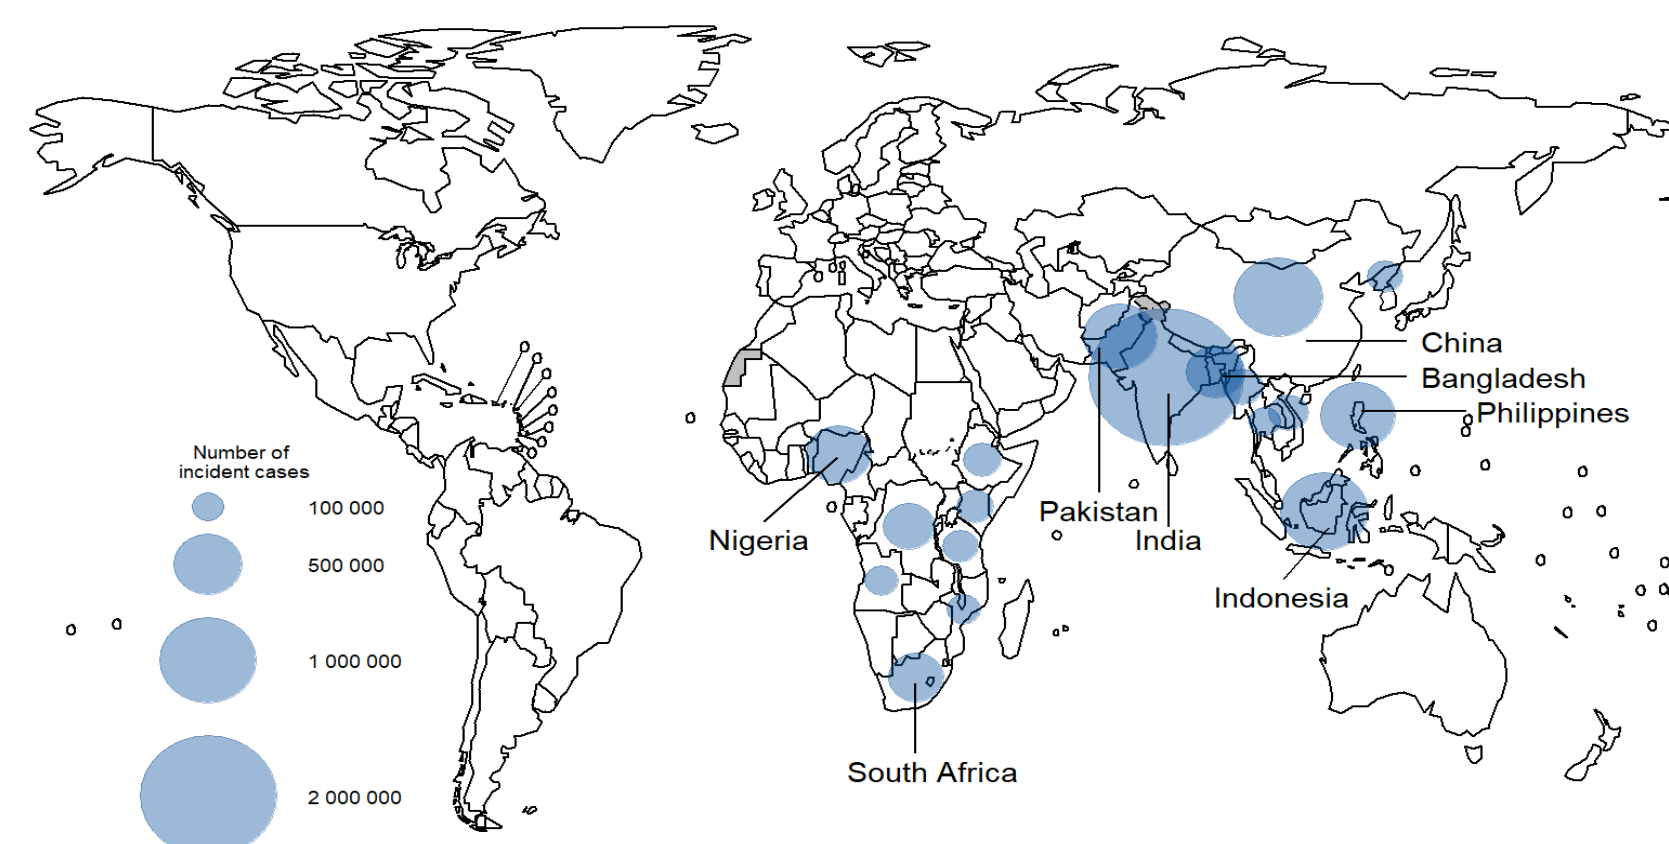 China
Bangladesh
Philippines
Number of
incident cases
100 000
500 000
1 000 000
2 000 000
Nigeria
Pakistan
India
Indonesia
South Africa